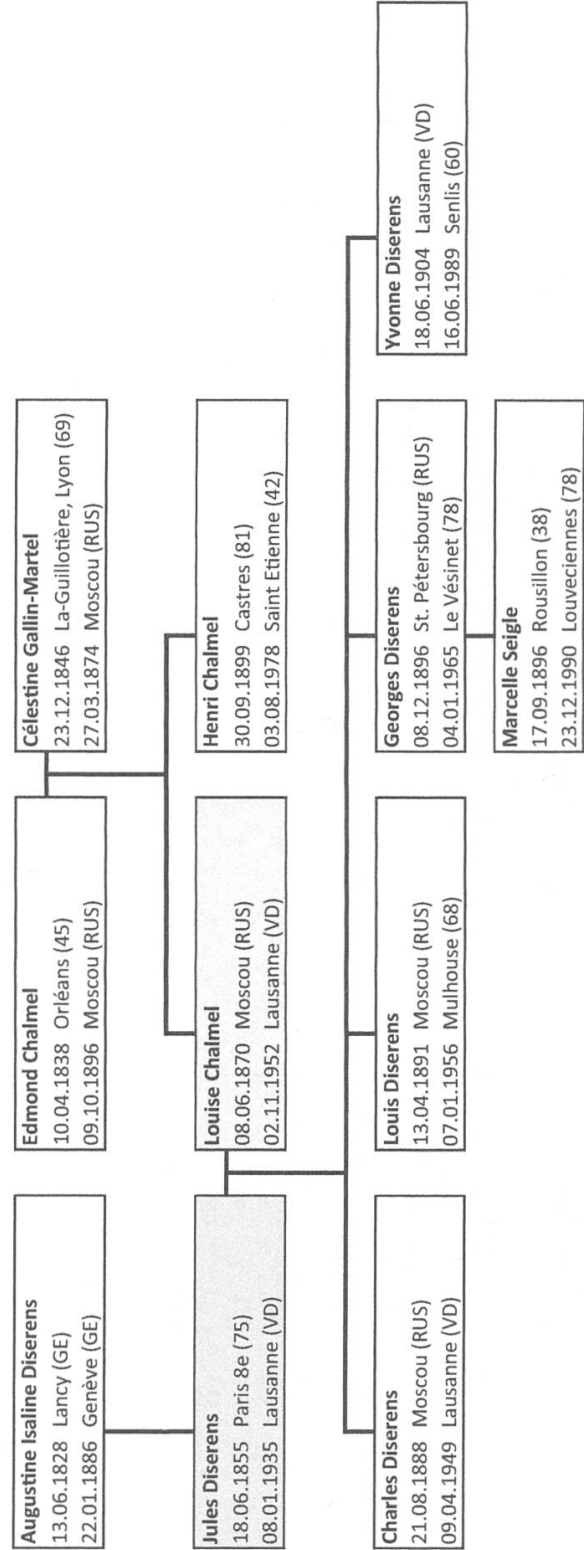 Augustine Isaline Diserens
13.06.1828 Lancy (GE)
22.01.1886 Genève (GE)
Edmond Chalmel
10.04.1838 Orléans (45)
09.10.1896 Moscou (RUS)
Célestine Gallin-Martel
23.12.1846 La-Guillotière, Lyon (69)
27.03.1874 Moscou (RUS)
Jules Diserens
18.06.1855 Paris 8e (75)
08.01.1935 Lausanne (VD)
Louise Chalmel
08.06.1870 Moscou (RUS)
02.11.1952 Lausanne (VD)
Henri Chalmel
30.09.1899 Castres (81)
03.08.1978 Saint Etienne (42)
Charles Diserens
21.08.1888 Moscou (RUS)
09.04.1949 Lausanne (VD)
Louis Diserens
13.04.1891 Moscou (RUS)
07.01.1956 Mulhouse (68)
Georges Diserens
08.12.1896 St. Pétersbourg (RUS)
04.01.1965 Le Vésinet (78)
Yvonne Diserens
18.06.1904 Lausanne (VD)
16.06.1989 Senlis (60)
Marcelle Seigle
17.09.1896 Rousillon (38)
23.12.1990 Louveciennes (78)